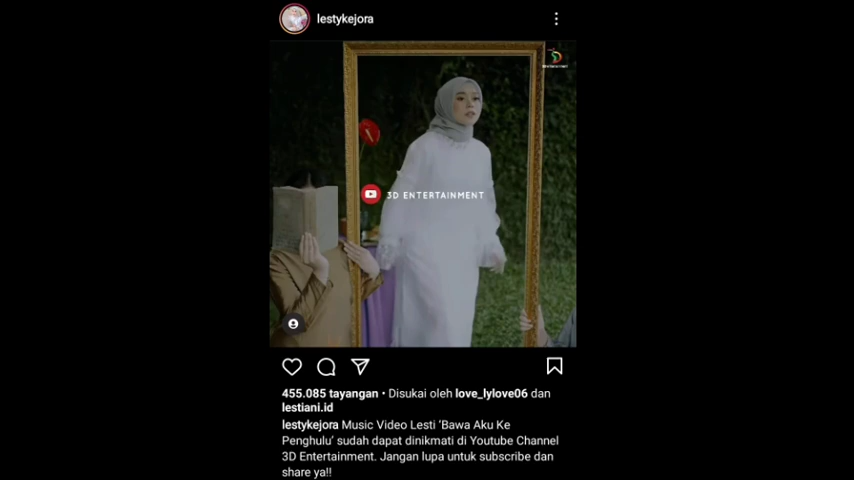 lestykejora
3D ENTERTAINMENT
455.085 tayangan • Disukai oleh love_lylove06 dan
lestiani.id
lestykejora Music Video Lesti ‘Bawa Aku Ke
Penghulu’ sudah dapat dinikmati di Youtube Channel
3D Entertainment. Jangan lupa untuk subscribe dan
share ya!!